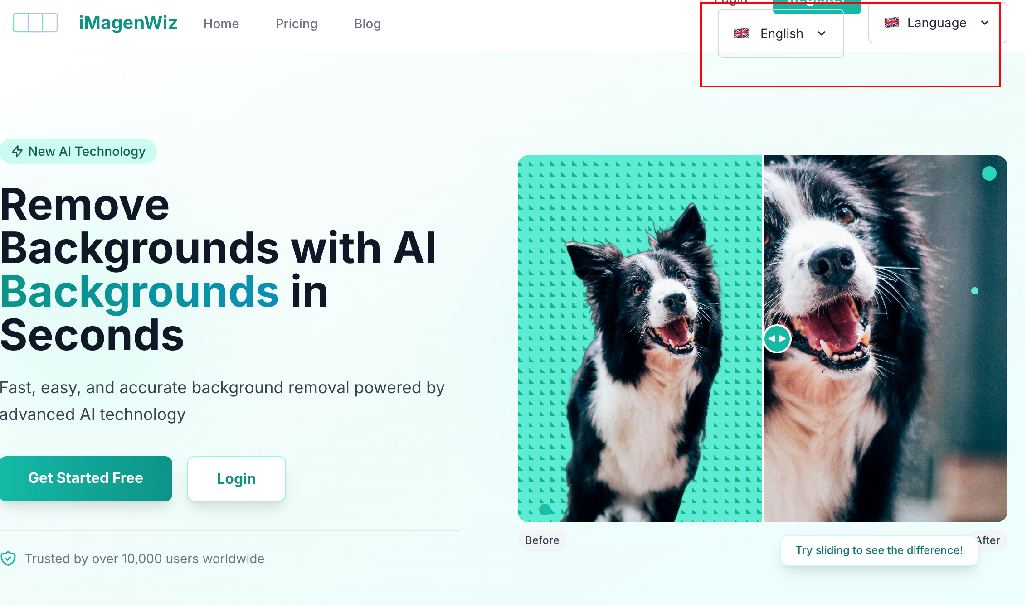 iMagenWiz
Home
Pricing
Blog
Login
Register
English
Language
New AI Technology
Remove
Backgrounds with AI
Backgrounds in
Seconds
Fast, easy, and accurate background removal powered by
advanced AI technology
Get Started Free
Login
Trusted by over 10,000 users worldwide
Before
After
Try sliding to see the difference!